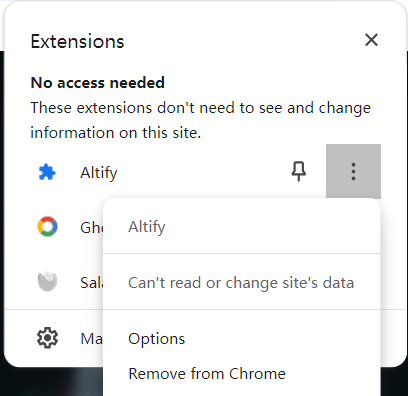 Extensions
No access needed
These extensions don't need to see and change
information on this site.
Altify
Altify
Can't read or change site's data
Options
Remove from Chrome